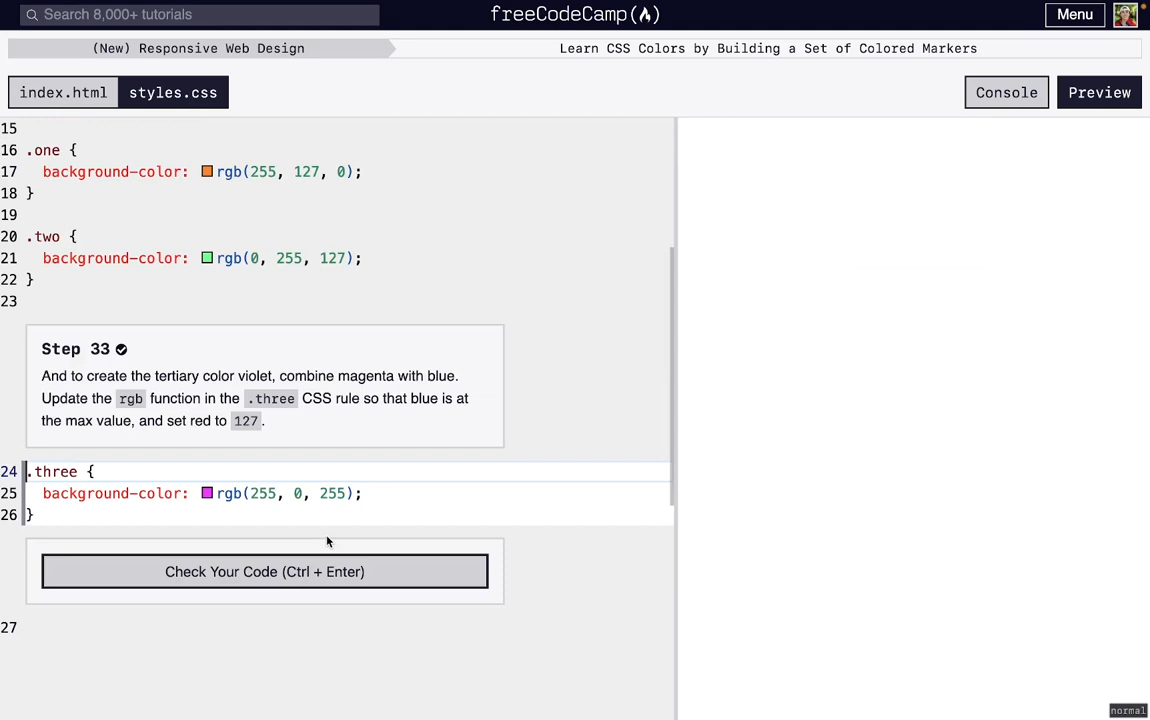 Search 8,000+ tutorials
freeCodeCamp
Menu
(New) Responsive Web Design
Learn CSS Colors by Building a Set of Colored Markers
index.html
styles.css
Console
Preview
15
16 .one {
17 background-color: rgb(255, 127, 0);
18 }
19
20 .two {
21 background-color: rgb(0, 255, 127);
22 }
23
Step 33
And to create the tertiary color violet, combine magenta with blue.
Update the rgb function in the .three CSS rule so that blue is at
the max value, and set red to 127.
24 .three {
25 background-color: rgb(255, 0, 255);
26 }
Check Your Code (Ctrl + Enter)
27
normal